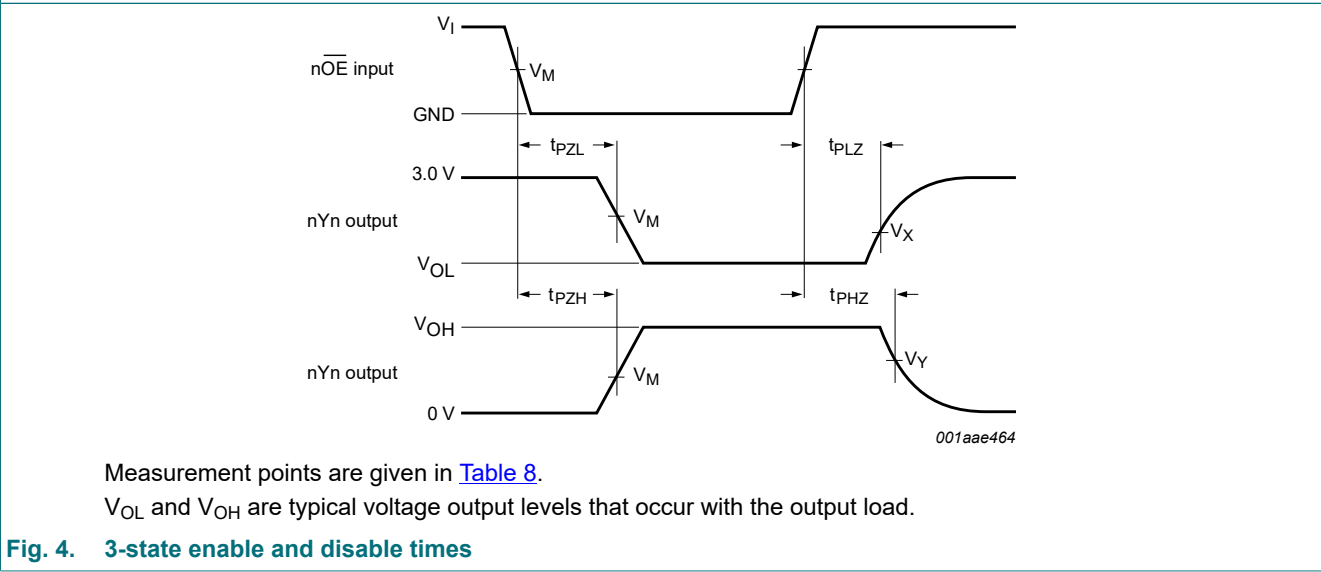 V_I
nO̅E̅ input
V_M
GND
t_PZL
t_PLZ
3.0 V
nYn output
V_M
V_X
V_OL
t_PZH
t_PHZ
V_OH
nYn output
V_M
V_Y
0 V
001aae464
Measurement points are given in Table 8.
V_OL and V_OH are typical voltage output levels that occur with the output load.
Fig. 4. 3-state enable and disable times